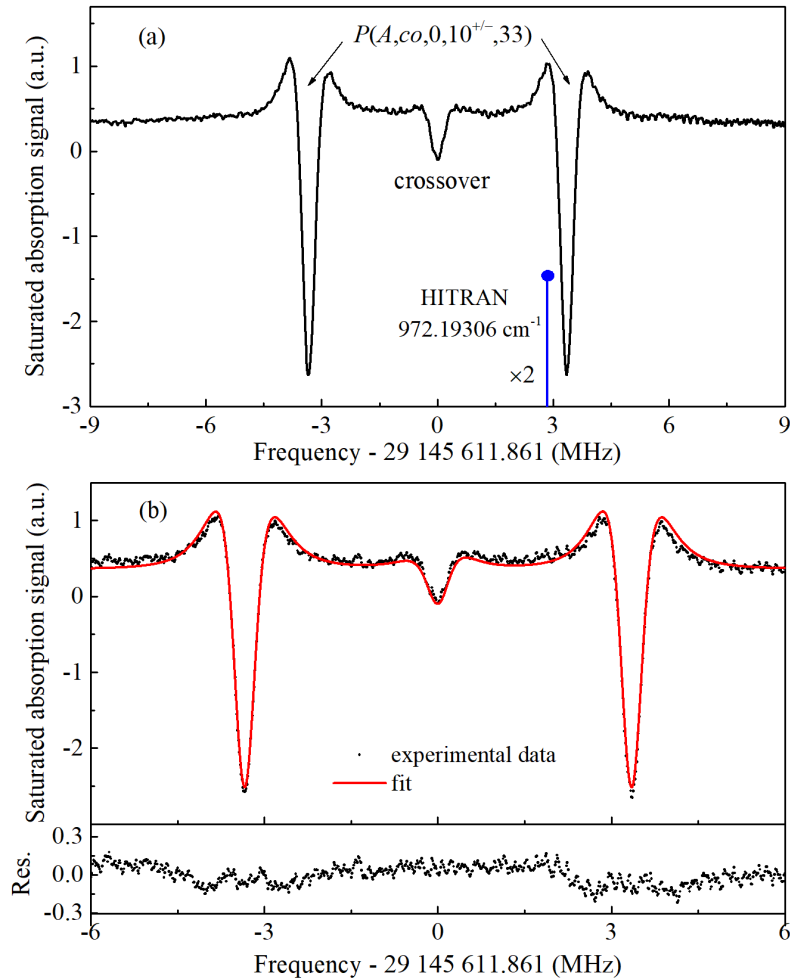 (a)
P(A,co,0,10+/−,33)
Saturated absorption signal (a.u.)
1
0
-1
-2
-3
crossover
HITRAN
972.19306 cm-1
×2
-9 -6 -3 0 3 6 9
Frequency - 29 145 611.861 (MHz)
(b)
Saturated absorption signal (a.u.)
1
0
-1
-2
experimental data
fit
Res.
0.3
0.0
-0.3
-6 -3 0 3 6
Frequency - 29 145 611.861 (MHz)